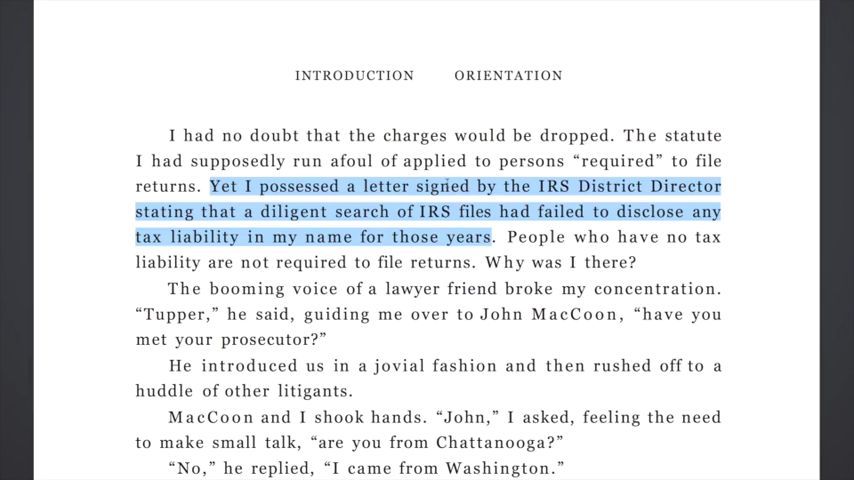 INTRODUCTION ORIENTATION
I had no doubt that the charges would be dropped. The statute
I had supposedly run afoul of applied to persons “required” to file
returns. Yet I possessed a letter signed by the IRS District Director
stating that a diligent search of IRS files had failed to disclose any
tax liability in my name for those years. People who have no tax
liability are not required to file returns. Why was I there?
The booming voice of a lawyer friend broke my concentration.
“Tupper,” he said, guiding me over to John MacCoon, “have you
met your prosecutor?”
He introduced us in a jovial fashion and then rushed off to a
huddle of other litigants.
MacCoon and I shook hands. “John,” I asked, feeling the need
to make small talk, “are you from Chattanooga?”
“No,” he replied, “I came from Washington.”